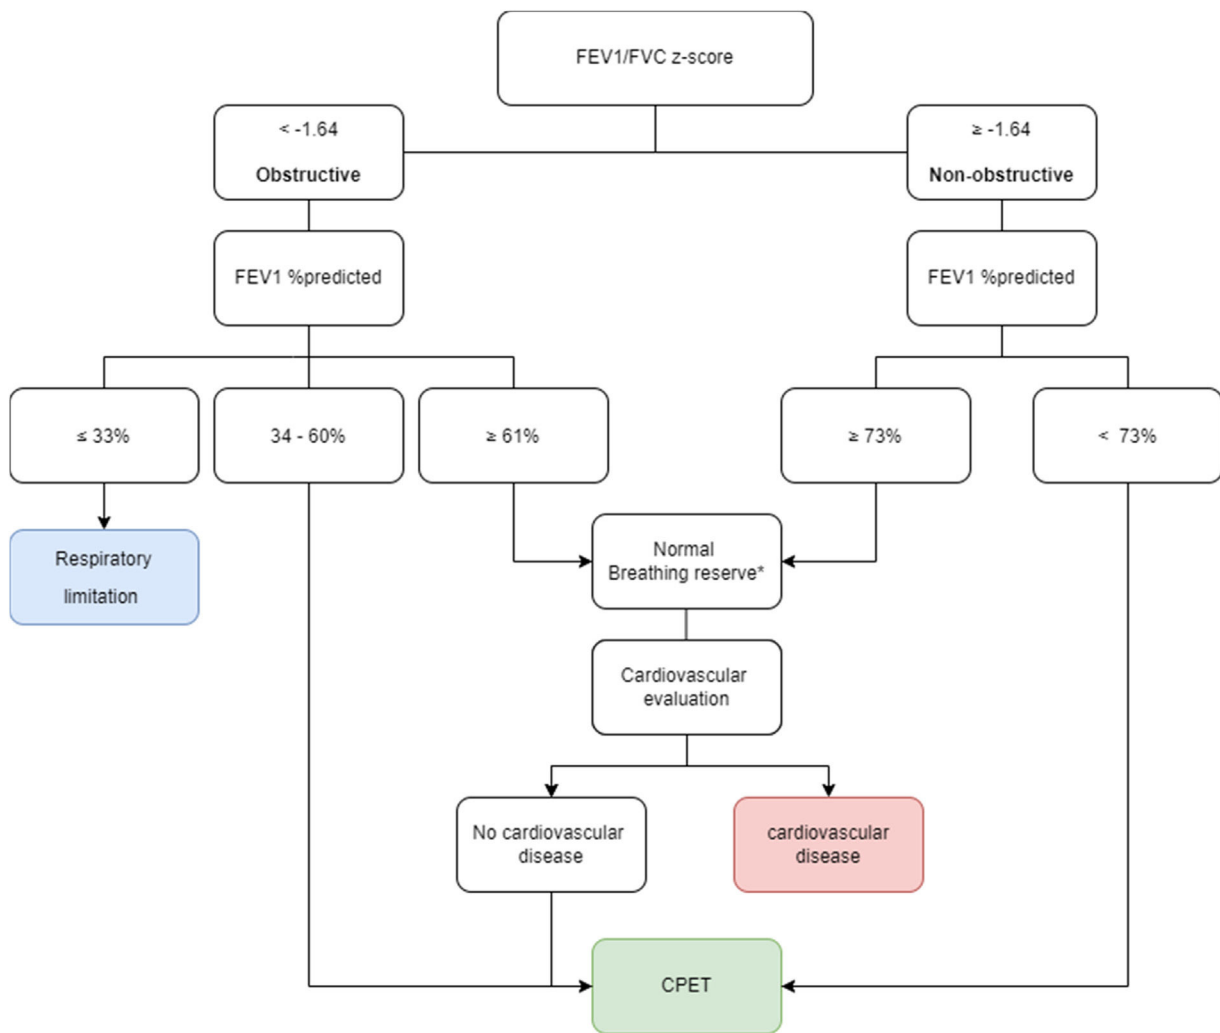 FEV1/FVC z-score
< -1.64
Obstructive
≥ -1.64
Non-obstructive
FEV1 %predicted
FEV1 %predicted
≤ 33%
34 - 60%
≥ 61%
≥ 73%
< 73%
Respiratory
limitation
Normal
Breathing reserve*
Cardiovascular
evaluation
No cardiovascular
disease
cardiovascular
disease
CPET